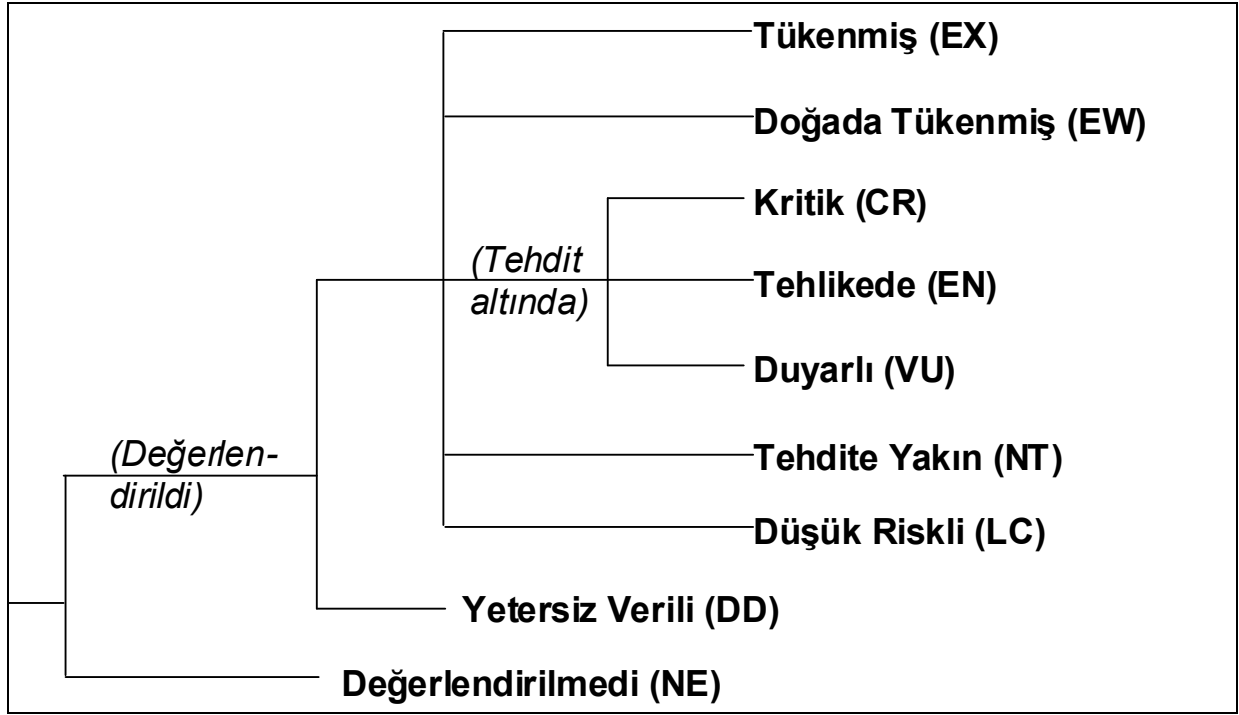 Tükenmiş (EX)
Doğada Tükenmiş (EW)
Kritik (CR)
(Tehdit
altında)
Tehlikede (EN)
Duyarlı (VU)
(Değerlen-
dirildi)
Tehdite Yakın (NT)
Düşük Riskli (LC)
Yetersiz Verili (DD)
Değerlendirilmedi (NE)